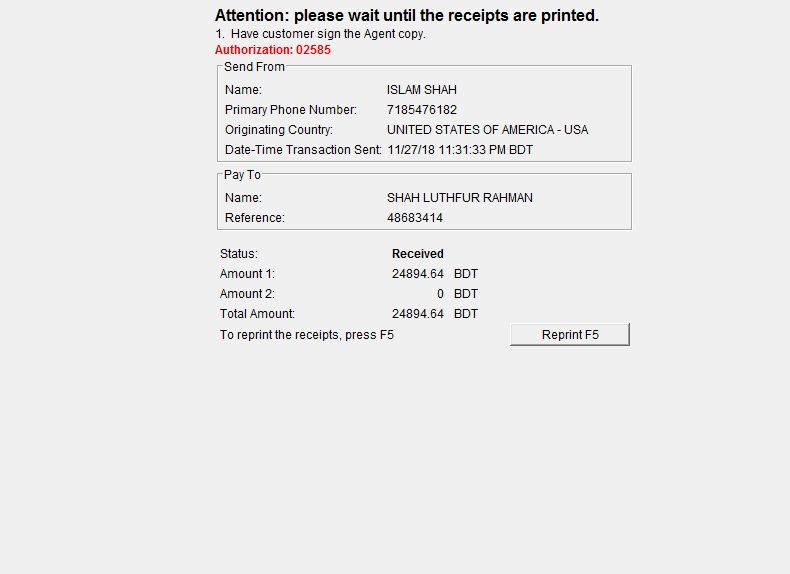 Attention: please wait until the receipts are printed.
1. Have customer sign the Agent copy.
Authorization: 02585
Send From
Name: ISLAM SHAH
Primary Phone Number: 7185476182
Originating Country: UNITED STATES OF AMERICA - USA
Date-Time Transaction Sent: 11/27/18 11:31:33 PM BDT
Pay To
Name: SHAH LUTHFUR RAHMAN
Reference: 48683414
Status: Received
Amount 1: 24894.64 BDT
Amount 2: 0 BDT
Total Amount: 24894.64 BDT
To reprint the receipts, press F5 Reprint F5